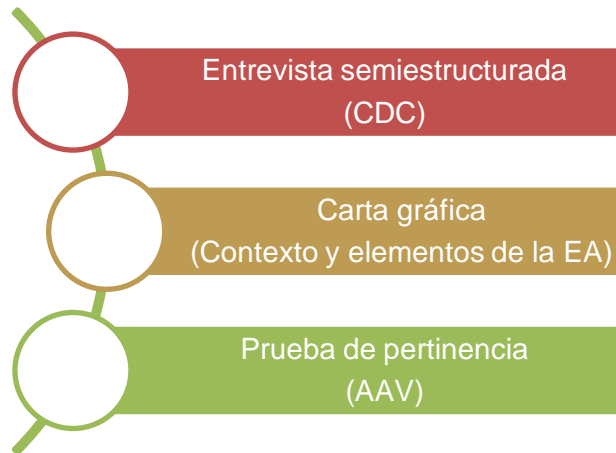 Entrevista semiestructurada
(CDC)
Carta gráfica
(Contexto y elementos de la EA)
Prueba de pertinencia
(AAV)